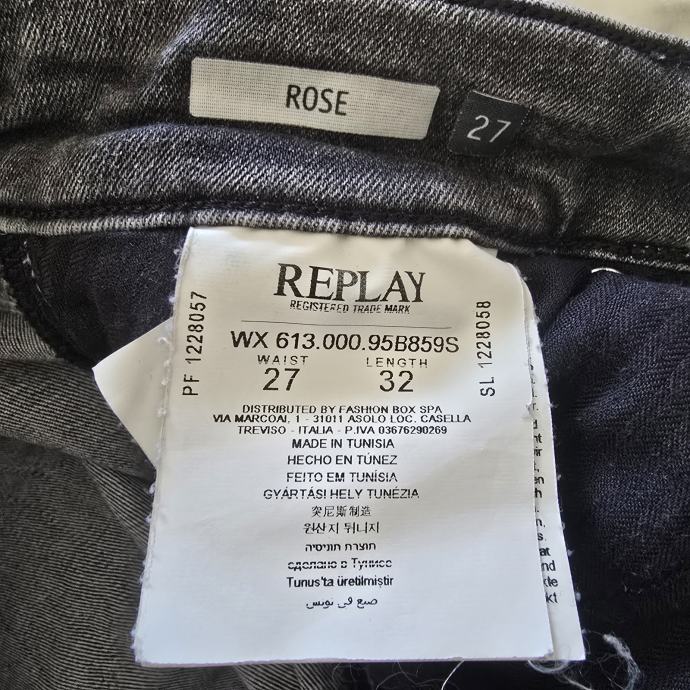 ROSE
27
REPLAY
REGISTERED TRADE MARK
PF 1228057
SL 1228058
WX 613.000.95B859S
WAIST LENGTH
27 32
DISTRIBUTED BY FASHION BOX SPA
VIA MARCOAI, 1 - 31011 ASOLO LOC. CASELLA
TREVISO - ITALIA - P.IVA 03676290269
MADE IN TUNISIA
HECHO EN TÚNEZ
FEITO EM TUNÍSIA
GYÁRTÁSI HELY TUNÉZIA
突尼斯制造
원산지 튀니지
תוצרת תוניסיה
сделано в Тунисе
Tunus'ta üretilmiştir
صنع في تونس